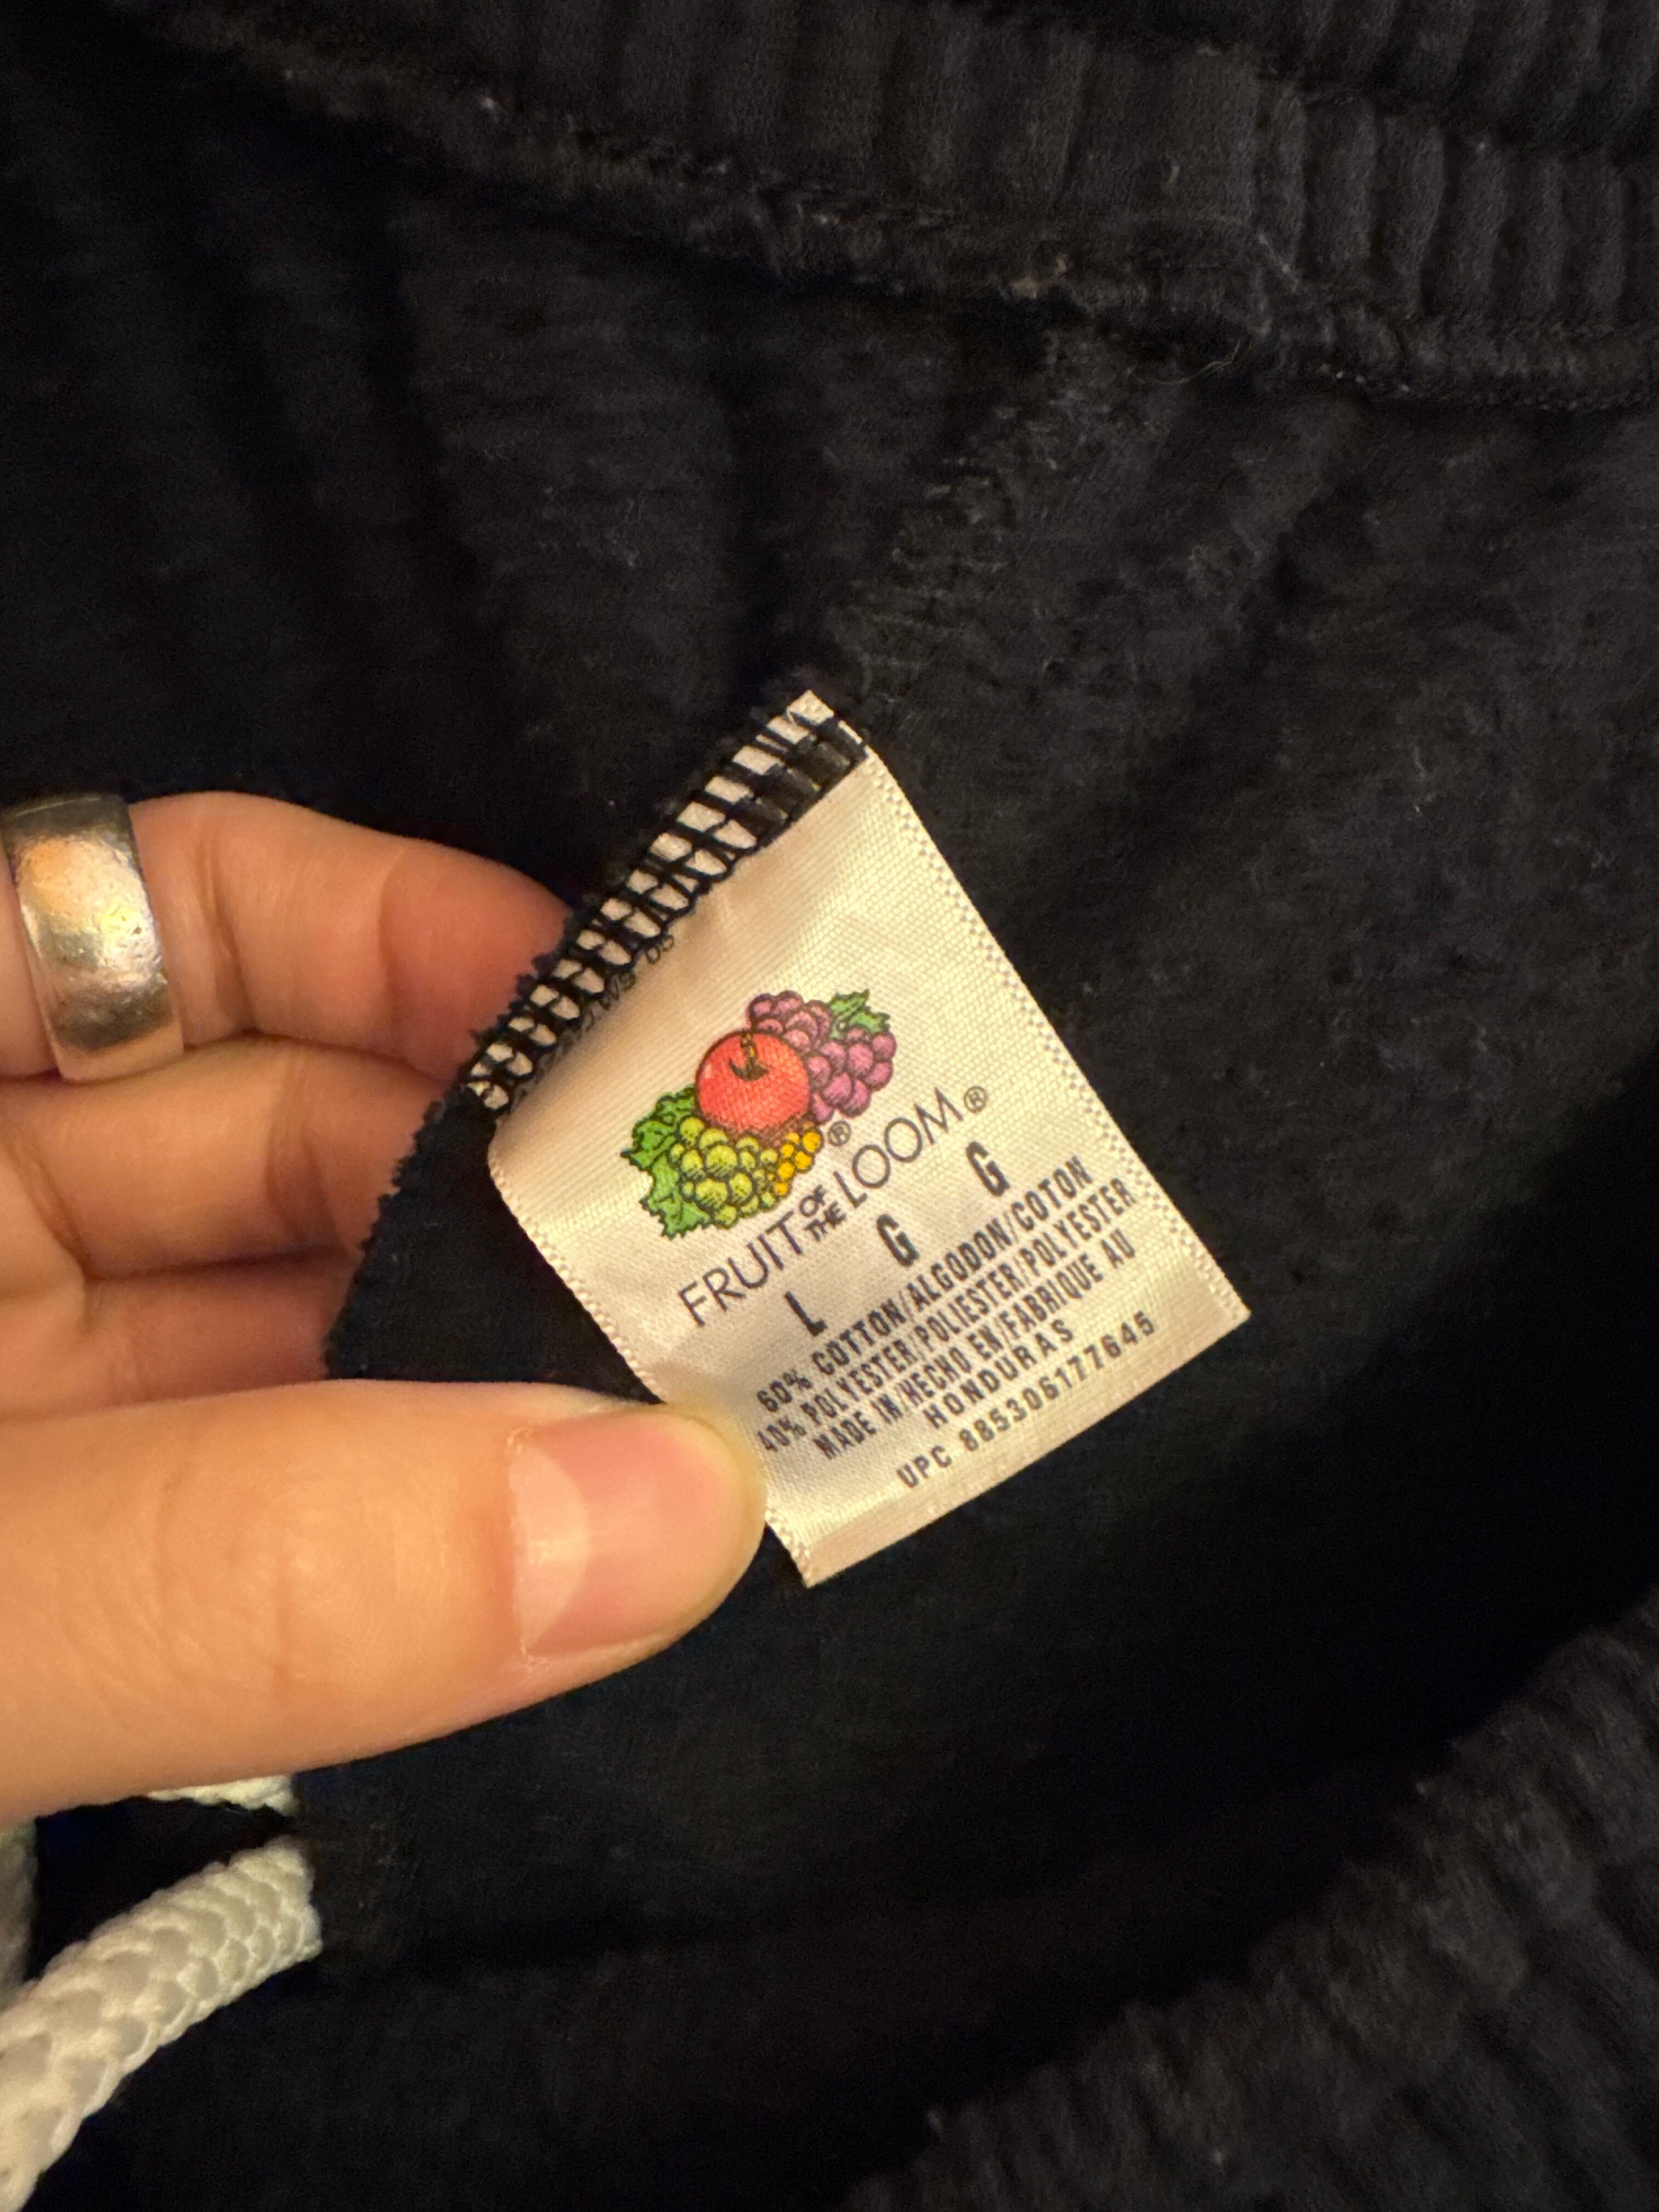 ®
FRUIT OF THE LOOM®
L G G
60% COTTON/ALGODON/COTON
40% POLYESTER/POLIESTER/POLYESTER
MADE IN/HECHO EN/FABRIQUE AU
HONDURAS
UPC 885306177645